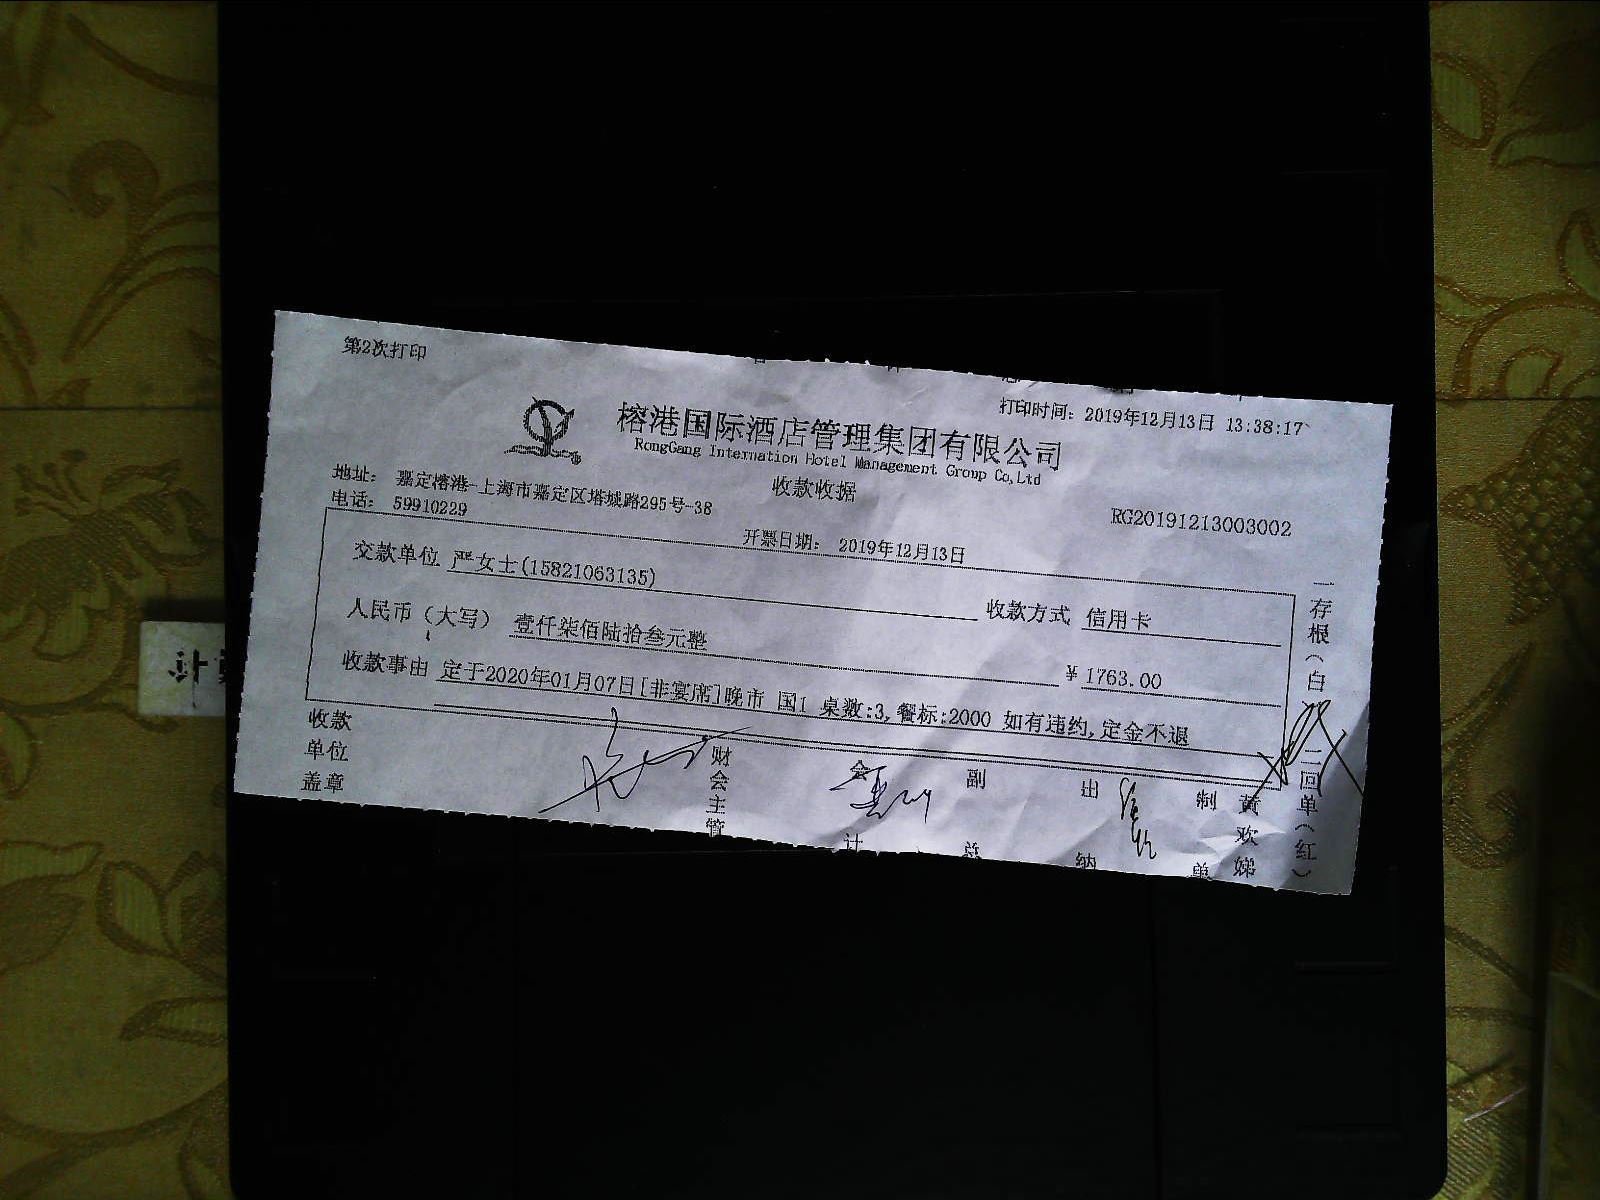 第2次打印
打印时间：2019年12月13日 13:38:17
榕港国际酒店管理集团有限公司
RongGang Internation Hotel Management Group Co,Ltd
收款收据
地址： 嘉定榕港-上海市嘉定区塔城路295号-38
电话： 59910229
RG20191213003002
开票日期： 2019年12月13日
交款单位 严女士(15821063135)
收款方式 信用卡
人民币（大写） 壹仟柒佰陆拾叁元整
￥1763.00
收款事由 定于2020年01月07日[非宴席]晚市 国1 桌数:3,餐标:2000 如有违约,定金不退
收款单位盖章
财会主管
会计
副总
出纳
制单
黄欢娣
一存根（白
二回单（红）